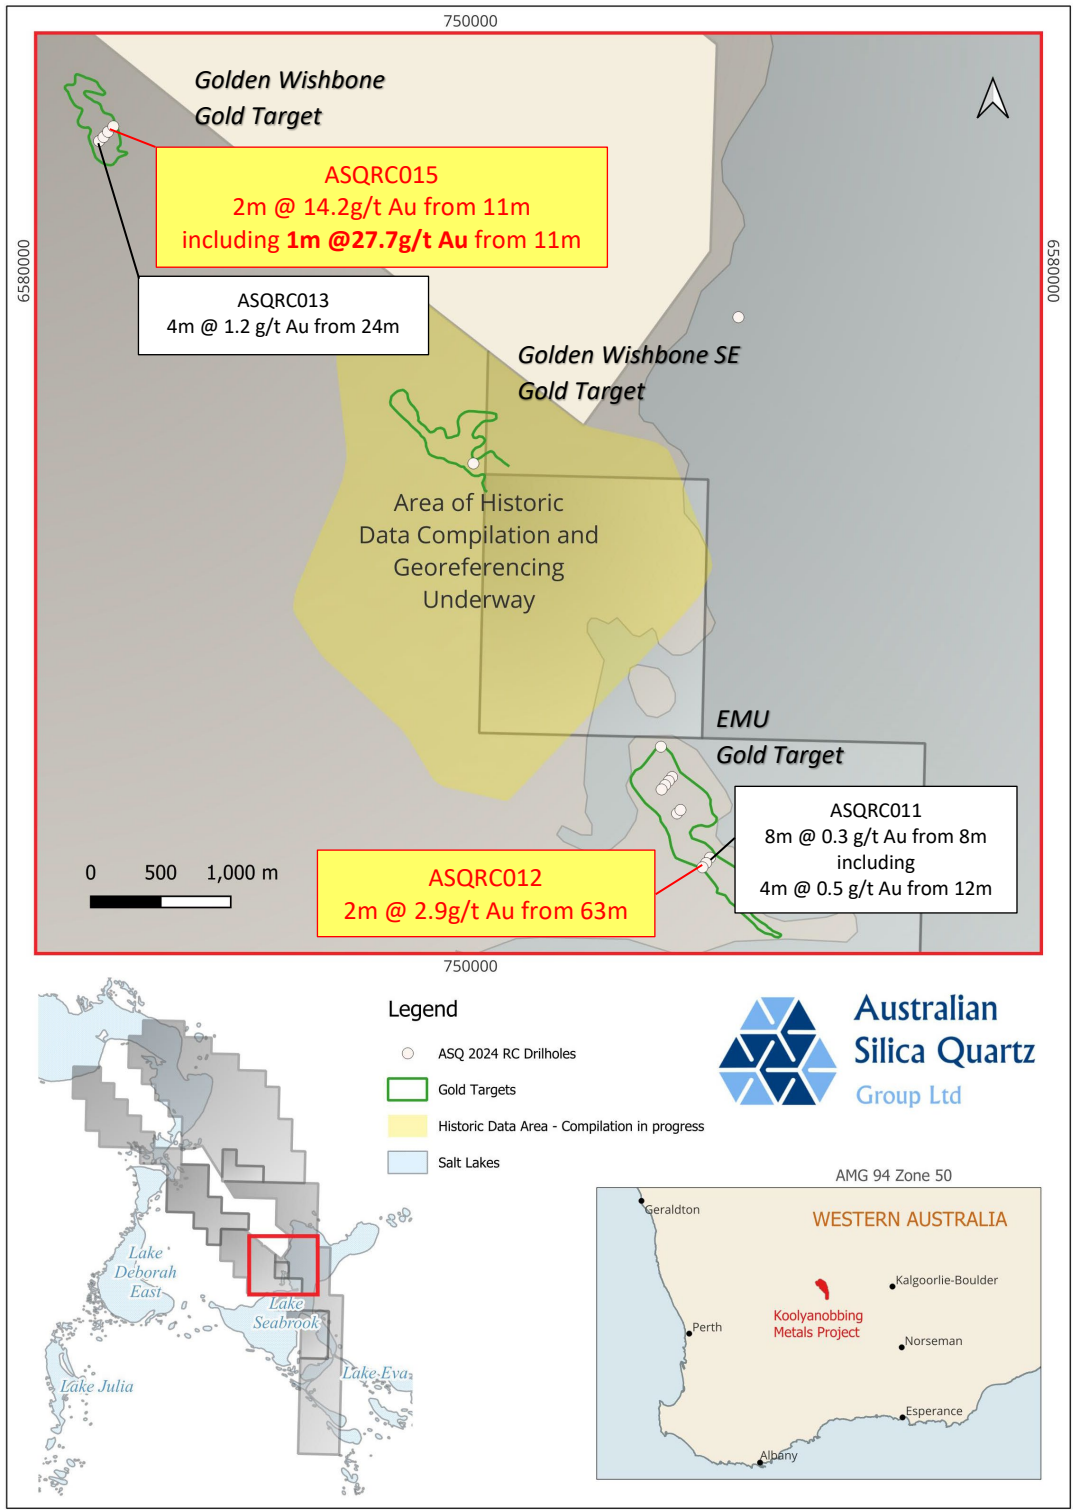 750000
Golden Wishbone
Gold Target
ASQRC015
2m @ 14.2g/t Au from 11m
including 1m @27.7g/t Au from 11m
6580000
6580000
ASQRC013
4m @ 1.2 g/t Au from 24m
Golden Wishbone SE
Gold Target
Area of Historic
Data Compilation and
Georeferencing
Underway
EMU
Gold Target
ASQRC011
8m @ 0.3 g/t Au from 8m
including
4m @ 0.5 g/t Au from 12m
ASQRC012
2m @ 2.9g/t Au from 63m
0 500 1,000 m
750000
Legend
ASQ 2024 RC Drilholes
Gold Targets
Historic Data Area - Compilation in progress
Salt Lakes
Australian
Silica Quartz
Group Ltd
Lake
Deborah
East
Lake
Seabrook
Lake Julia
Lake Eva
AMG 94 Zone 50
Geraldton
WESTERN AUSTRALIA
Kalgoorlie-Boulder
Koolyanobbing
Metals Project
Perth
Norseman
Esperance
Albany